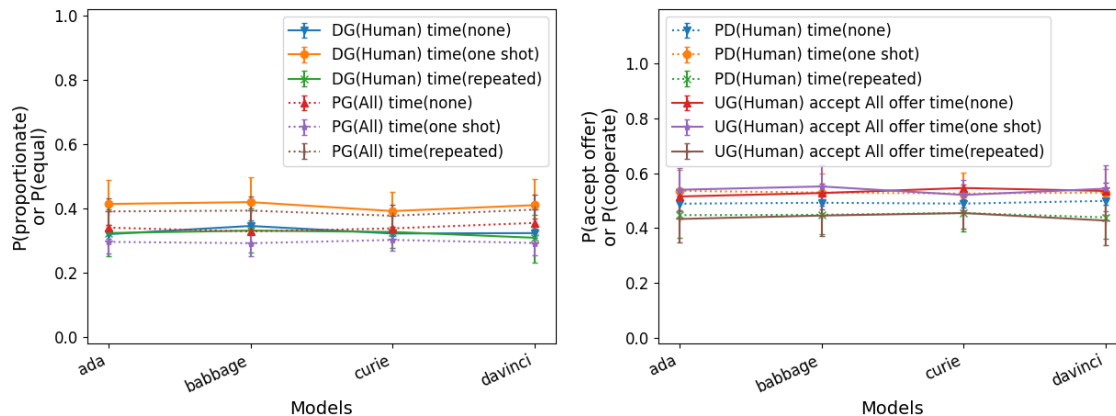 P(proportionate)
or P(equal)
1.0
0.8
0.6
0.4
0.2
0.0
DG(Human) time(none)
DG(Human) time(one shot)
DG(Human) time(repeated)
PG(All) time(none)
PG(All) time(one shot)
PG(All) time(repeated)
ada
babbage
curie
davinci
Models
P(accept offer)
or P(cooperate)
1.0
0.8
0.6
0.4
0.2
0.0
PD(Human) time(none)
PD(Human) time(one shot)
PD(Human) time(repeated)
UG(Human) accept All offer time(none)
UG(Human) accept All offer time(one shot)
UG(Human) accept All offer time(repeated)
ada
babbage
curie
davinci
Models